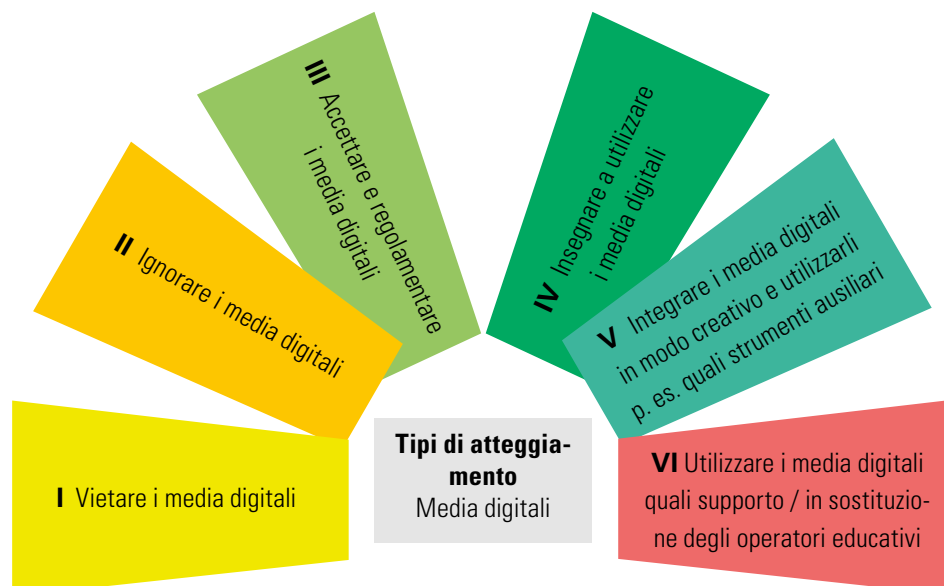 I Vietare i media digitali
II Ignorare i media digitali
III Accettare e regolamentare
i media digitali
IV Insegnare a utilizzare
i media digitali
V Integrare i media digitali
in modo creativo e utilizzarli
p. es. quali strumenti ausiliari
VI Utilizzare i media digitali
quali supporto / in sostituzio-
ne degli operatori educativi
Tipi di atteggia-
mento
Media digitali